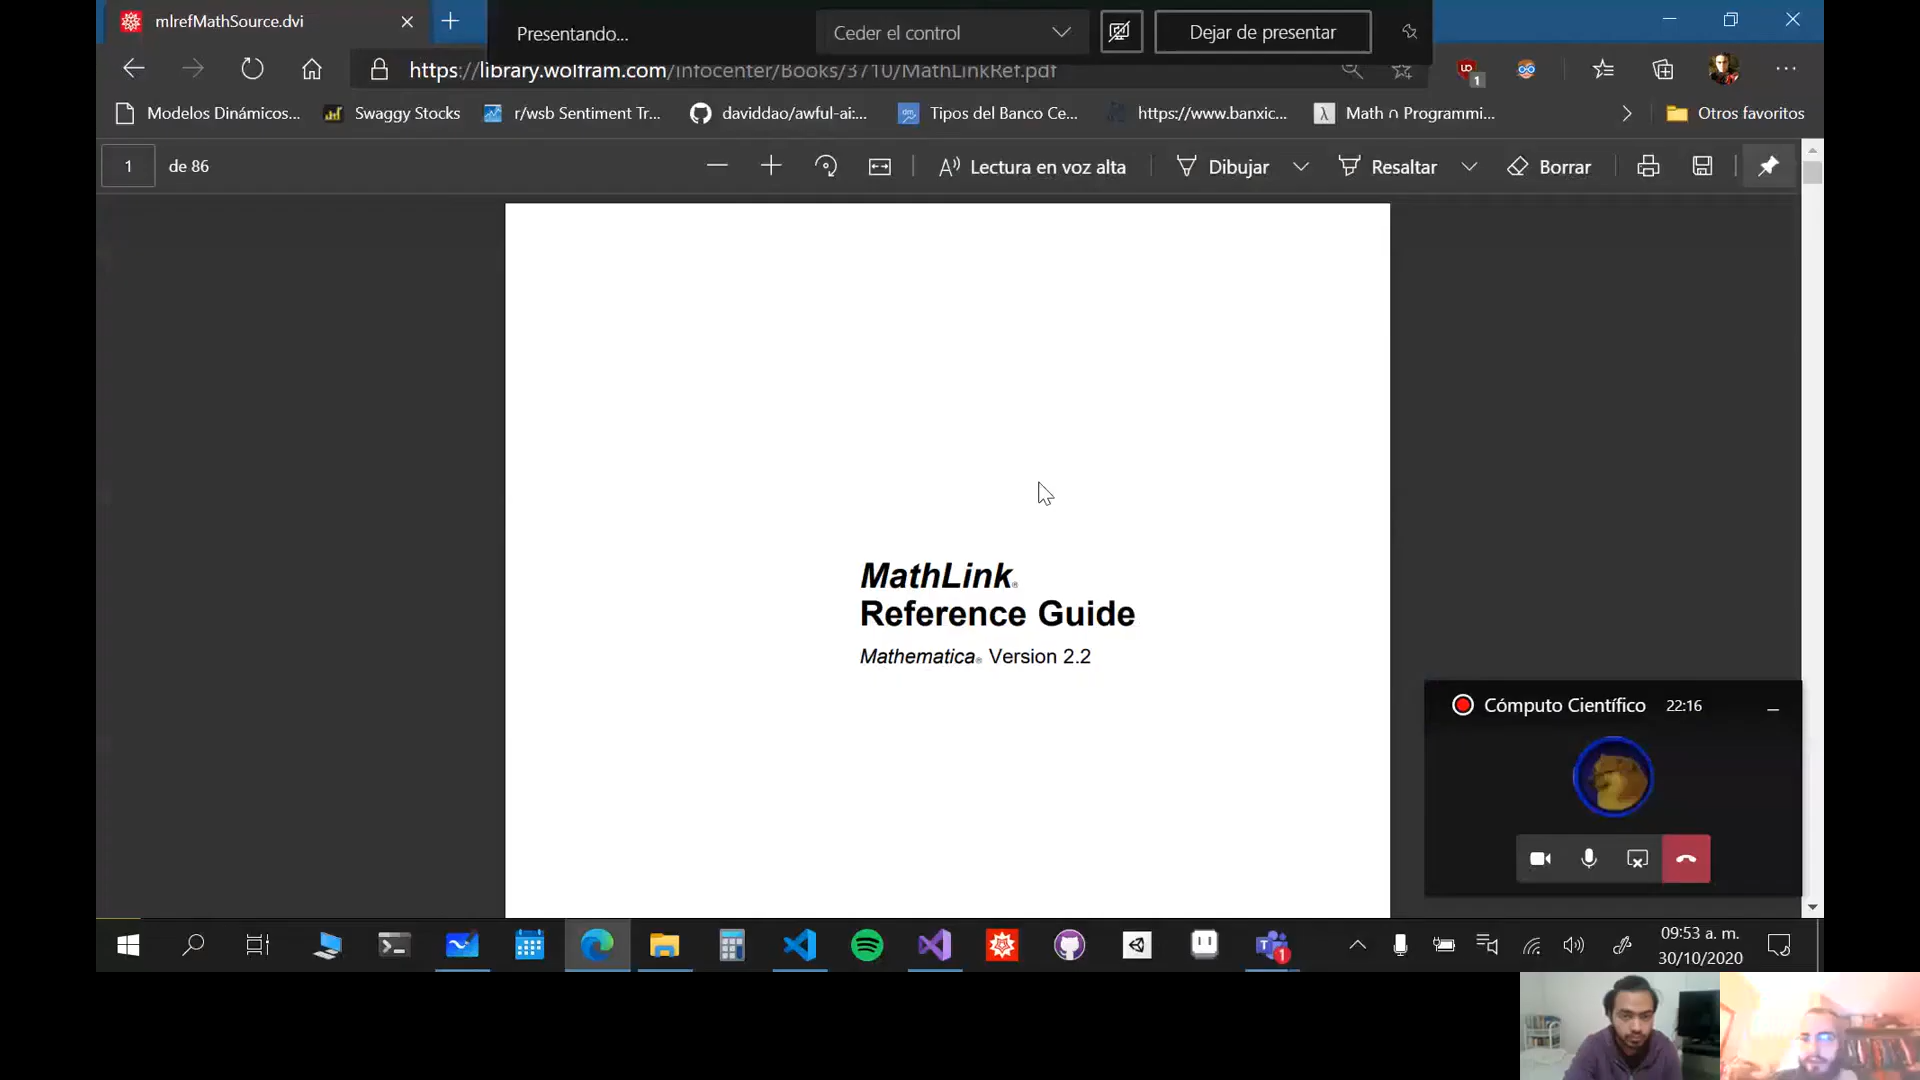 mlrefMathSource.dvi
Presentando...
Ceder el control
Dejar de presentar
https://library.wolfram.com/infocenter/Books/3710/MathLinkRef.pdf
1
Modelos Dinámicos...
Swaggy Stocks
r/wsb Sentiment Tr...
daviddao/awful-ai:...
Tipos del Banco Ce...
https://www.banxic...
Math ∩ Programmi...
Otros favoritos
1
de 86
Lectura en voz alta
Dibujar
Resaltar
Borrar
MathLink®
Reference Guide
Mathematica® Version 2.2
Cómputo Científico
22:16
1
09:53 a. m.
30/10/2020